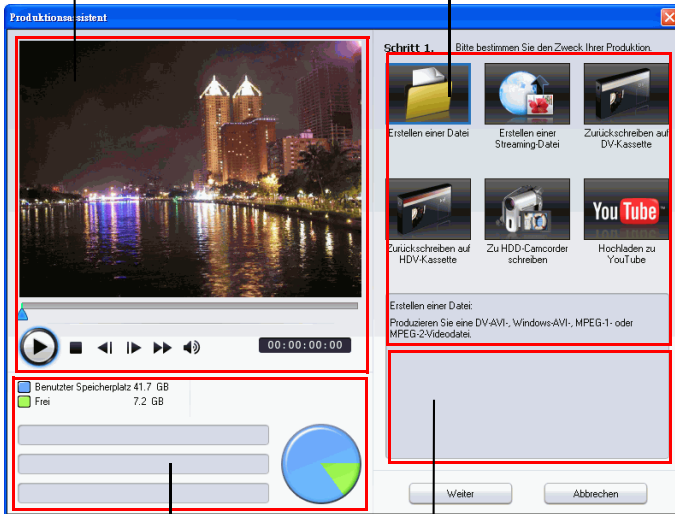 Produktionsassistent
Schritt 1. Bitte bestimmen Sie den Zweck Ihrer Produktion.
Erstellen einer Datei
Erstellen einer
Streaming-Datei
Zurückschreiben auf
DV-Kassette
You Tube
Zurückschreiben auf
HDV-Kassette
Zu HDD-Camcorder
schreiben
Hochladen zu
YouTube
Erstellen einer Datei:
Produzieren Sie eine DV-AVI-, Windows-AVI-, MPEG-1- oder
MPEG-2-Videodatei.
00:00:00:00
Benutzter Speicherplatz 41.7 GB
Frei 7.2 GB
Weiter
Abbrechen